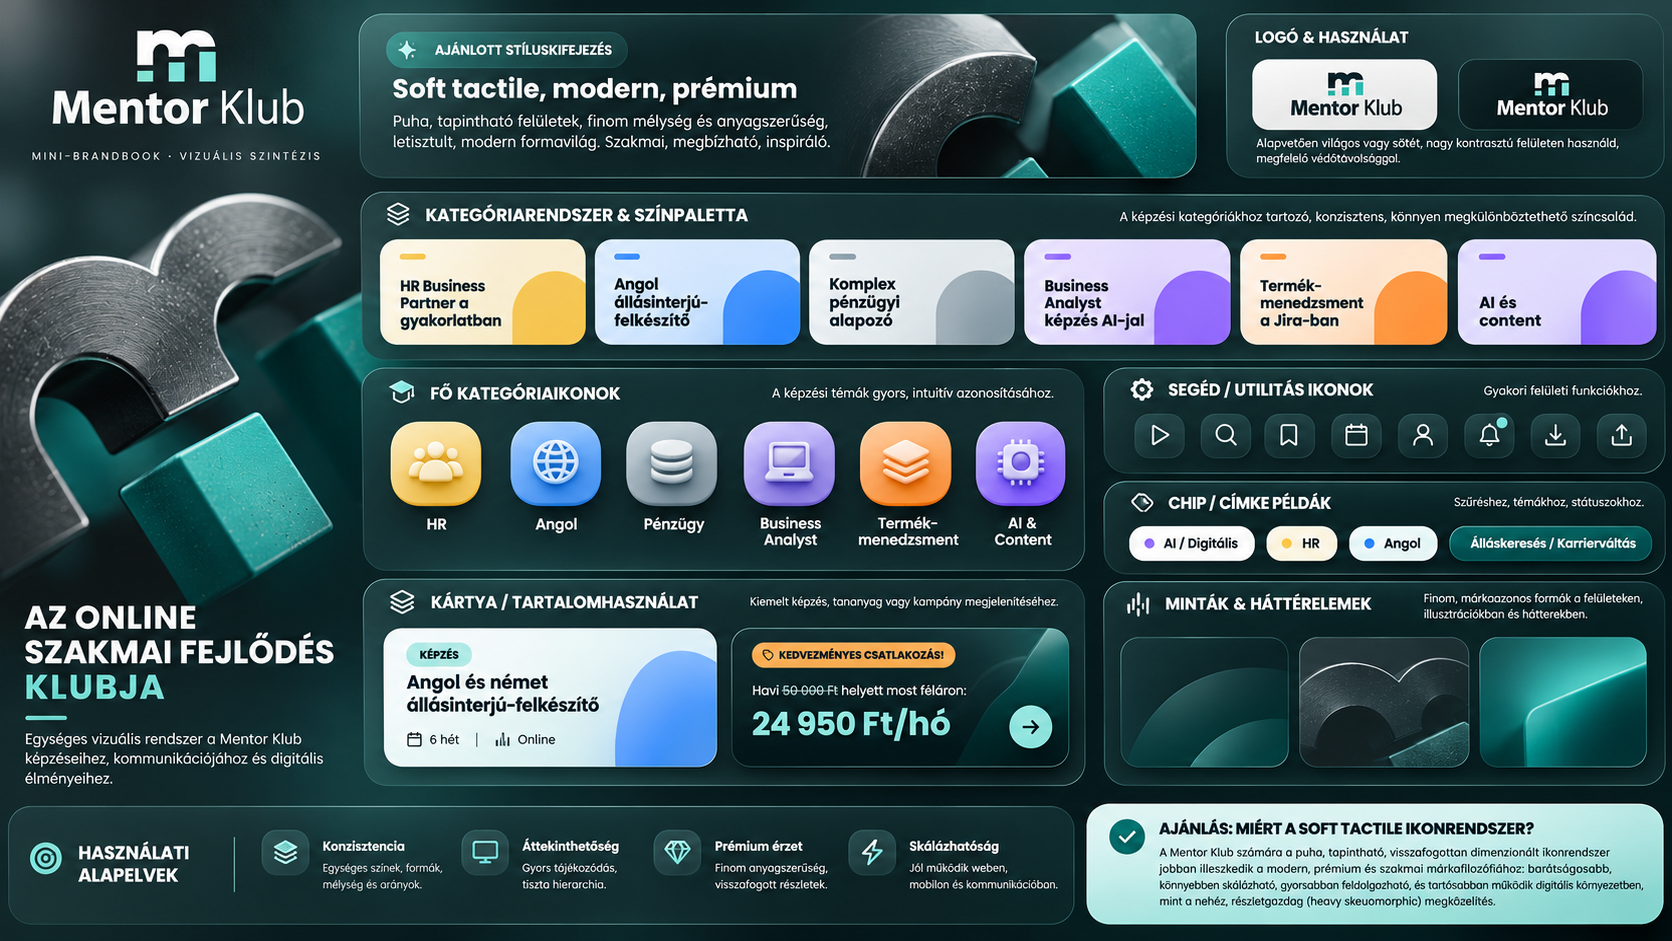 Mentor Klub
MINI-BRANDBOOK · VIZUÁLIS SZINTÉZIS
AZ ONLINE
SZAKMAI FEJLŐDÉS
KLUBJA
Egységes vizuális rendszer a Mentor Klub
képzéseihez, kommunikációjához és digitális
élményeihez.
AJÁNLOTT STÍLUSKIFEJEZÉS
Soft tactile, modern, prémium
Puha, tapintható felületek, finom mélység és anyagszerűség,
letisztult, modern formavilág. Szakmai, megbízható, inspiráló.
LOGÓ & HASZNÁLAT
Mentor Klub
Mentor Klub
Alapvetően világos vagy sötét, nagy kontrasztú felületen használd,
megfelelő védőtávolsággal.
KATEGÓRIARENDSZER & SZÍNPALETTA
A képzési kategóriákhoz tartozó, konzisztens, könnyen megkülönböztethető színcsalád.
HR Business
Partner a
gyakorlatban
Angol
állásinterjú-
felkészítő
Komplex
pénzügyi
alapozó
Business
Analyst
képzés AI-jal
Termék-
menedzsment
a Jira-ban
AI és
content
FŐ KATEGÓRIAIKONOK
A képzési témák gyors, intuitív azonosításához.
HR
Angol
Pénzügy
Business
Analyst
Termék-
menedzsment
AI &
Content
SEGÉD / UTILITÁS IKONOK
Gyakori felületi funkciókhoz.
CHIP / CÍMKE PÉLDÁK
Szűréshez, témákhoz, státuszokhoz.
AI / Digitális
HR
Angol
Álláskeresés / Karrierváltás
KÁRTYA / TARTALOMHASZNÁLAT
Kiemelt képzés, tananyag vagy kampány megjelenítéséhez.
KÉPZÉS
Angol és német
állásinterjú-felkészítő
6 hét | Online
KEDVEZMÉNYES CSATLAKOZÁS!
Havi 50 000 Ft helyett most féláron:
24 950 Ft/hó
MINTÁK & HÁTTÉRELEMEK
Finom, márkaazonos formák a felületeken,
illusztrációkban és hátterekben.
HASZNÁLATI
ALAPELVEK
Konzisztencia
Egységes színek, formák,
mélység és arányok.
Áttekinthetőség
Gyors tájékozódás,
tiszta hierarchia.
Prémium érzet
Finom anyagszerűség,
visszafogott részletek.
Skálázhatóság
Jól működik weben,
mobilon és kommunikációban.
AJÁNLÁS: MIÉRT A SOFT TACTILE IKONRENDSZER?
A Mentor Klub számára a puha, tapintható, visszafogottan dimenzionált ikonrendszer
jobban illeszkedik a modern, prémium és szakmai márkafilozófiához: barátságosabb,
könnyebben skálázható, gyorsabban feldolgozható, és tartósabban működik digitális környezetben,
mint a nehéz, részletgazdag (heavy skeuomorphic) megközelítés.